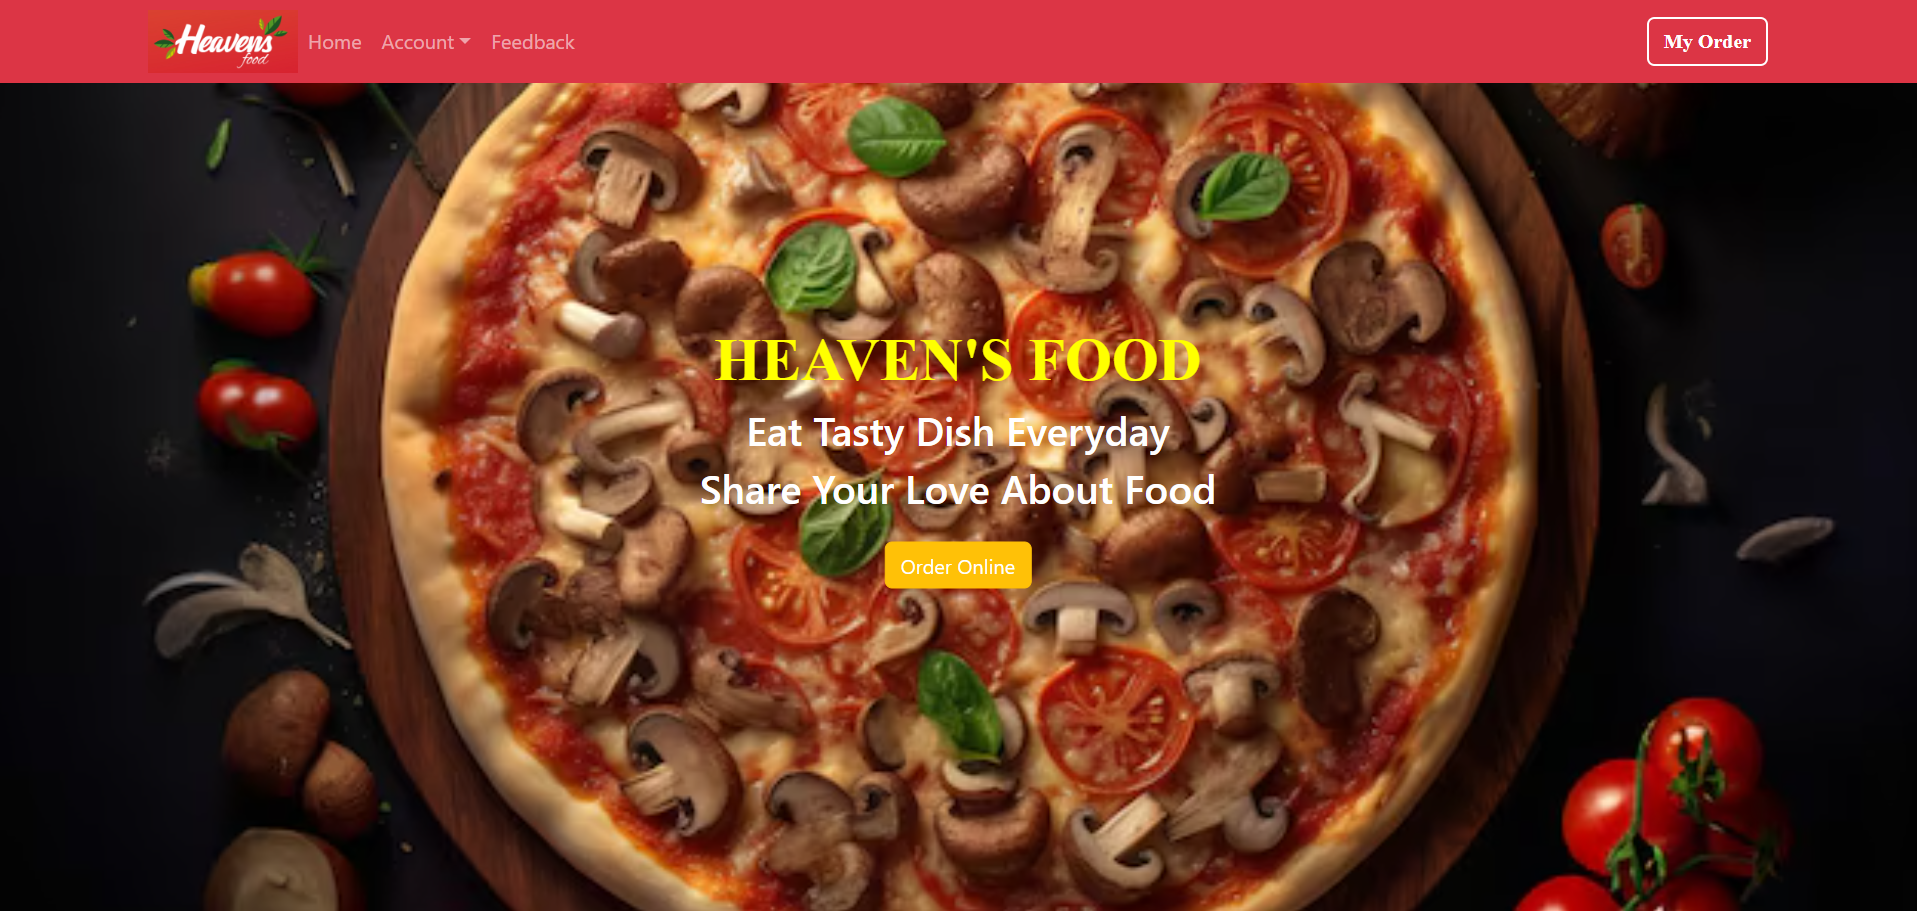 Heavens
food
Home
Account
Feedback
My Order
HEAVEN'S FOOD
Eat Tasty Dish Everyday
Share Your Love About Food
Order Online